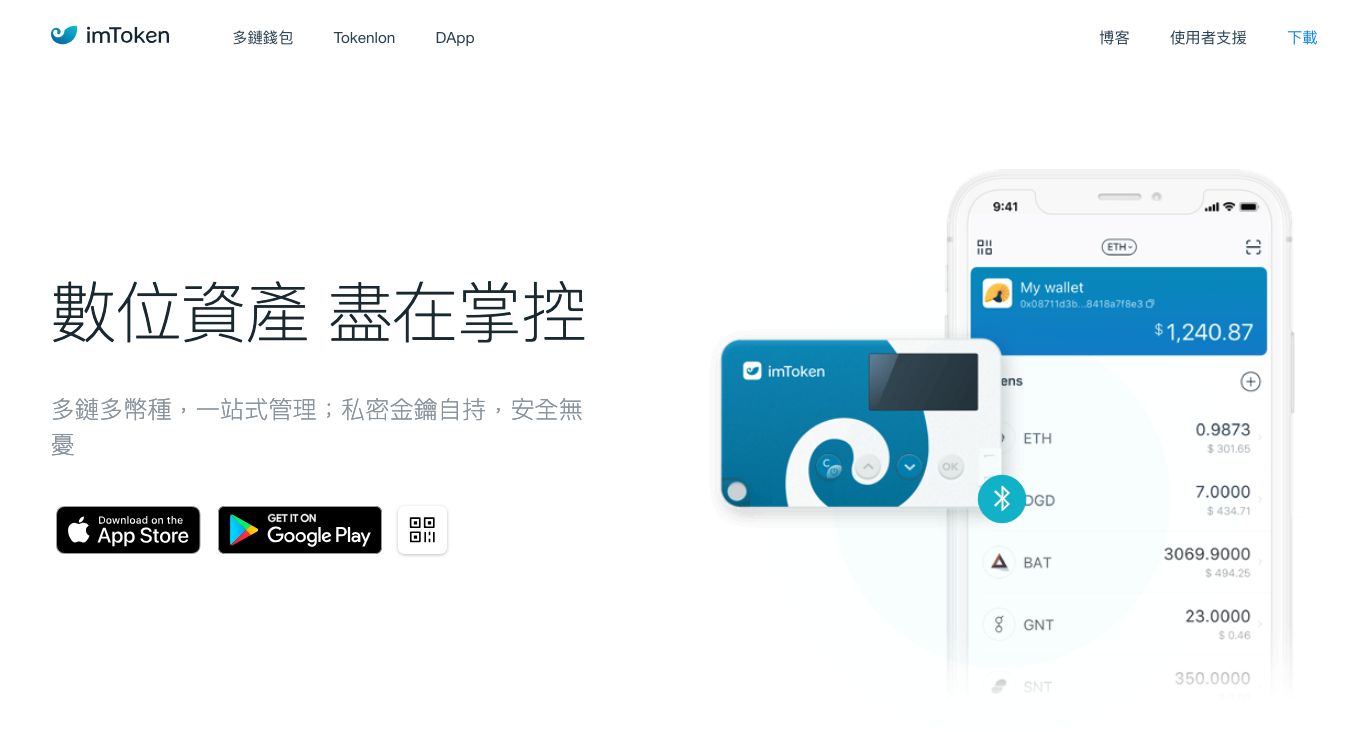 imToken
多鏈錢包
Tokenlon
DApp
博客
使用者支援
下載
數位資產 盡在掌控
多鏈多幣種，一站式管理；私密金鑰自持，安全無
憂
Download on the
App Store
GET IT ON
Google Play
9:41
ETH
My wallet
0x08711d3b...8418a7f8e3
$1,240.87
imToken
ens
C
OK
ETH
0.9873
$ 301.65
DGD
7.0000
$ 434.71
BAT
3069.9000
$ 494.25
GNT
23.0000
$ 0.46
SNT
350.0000